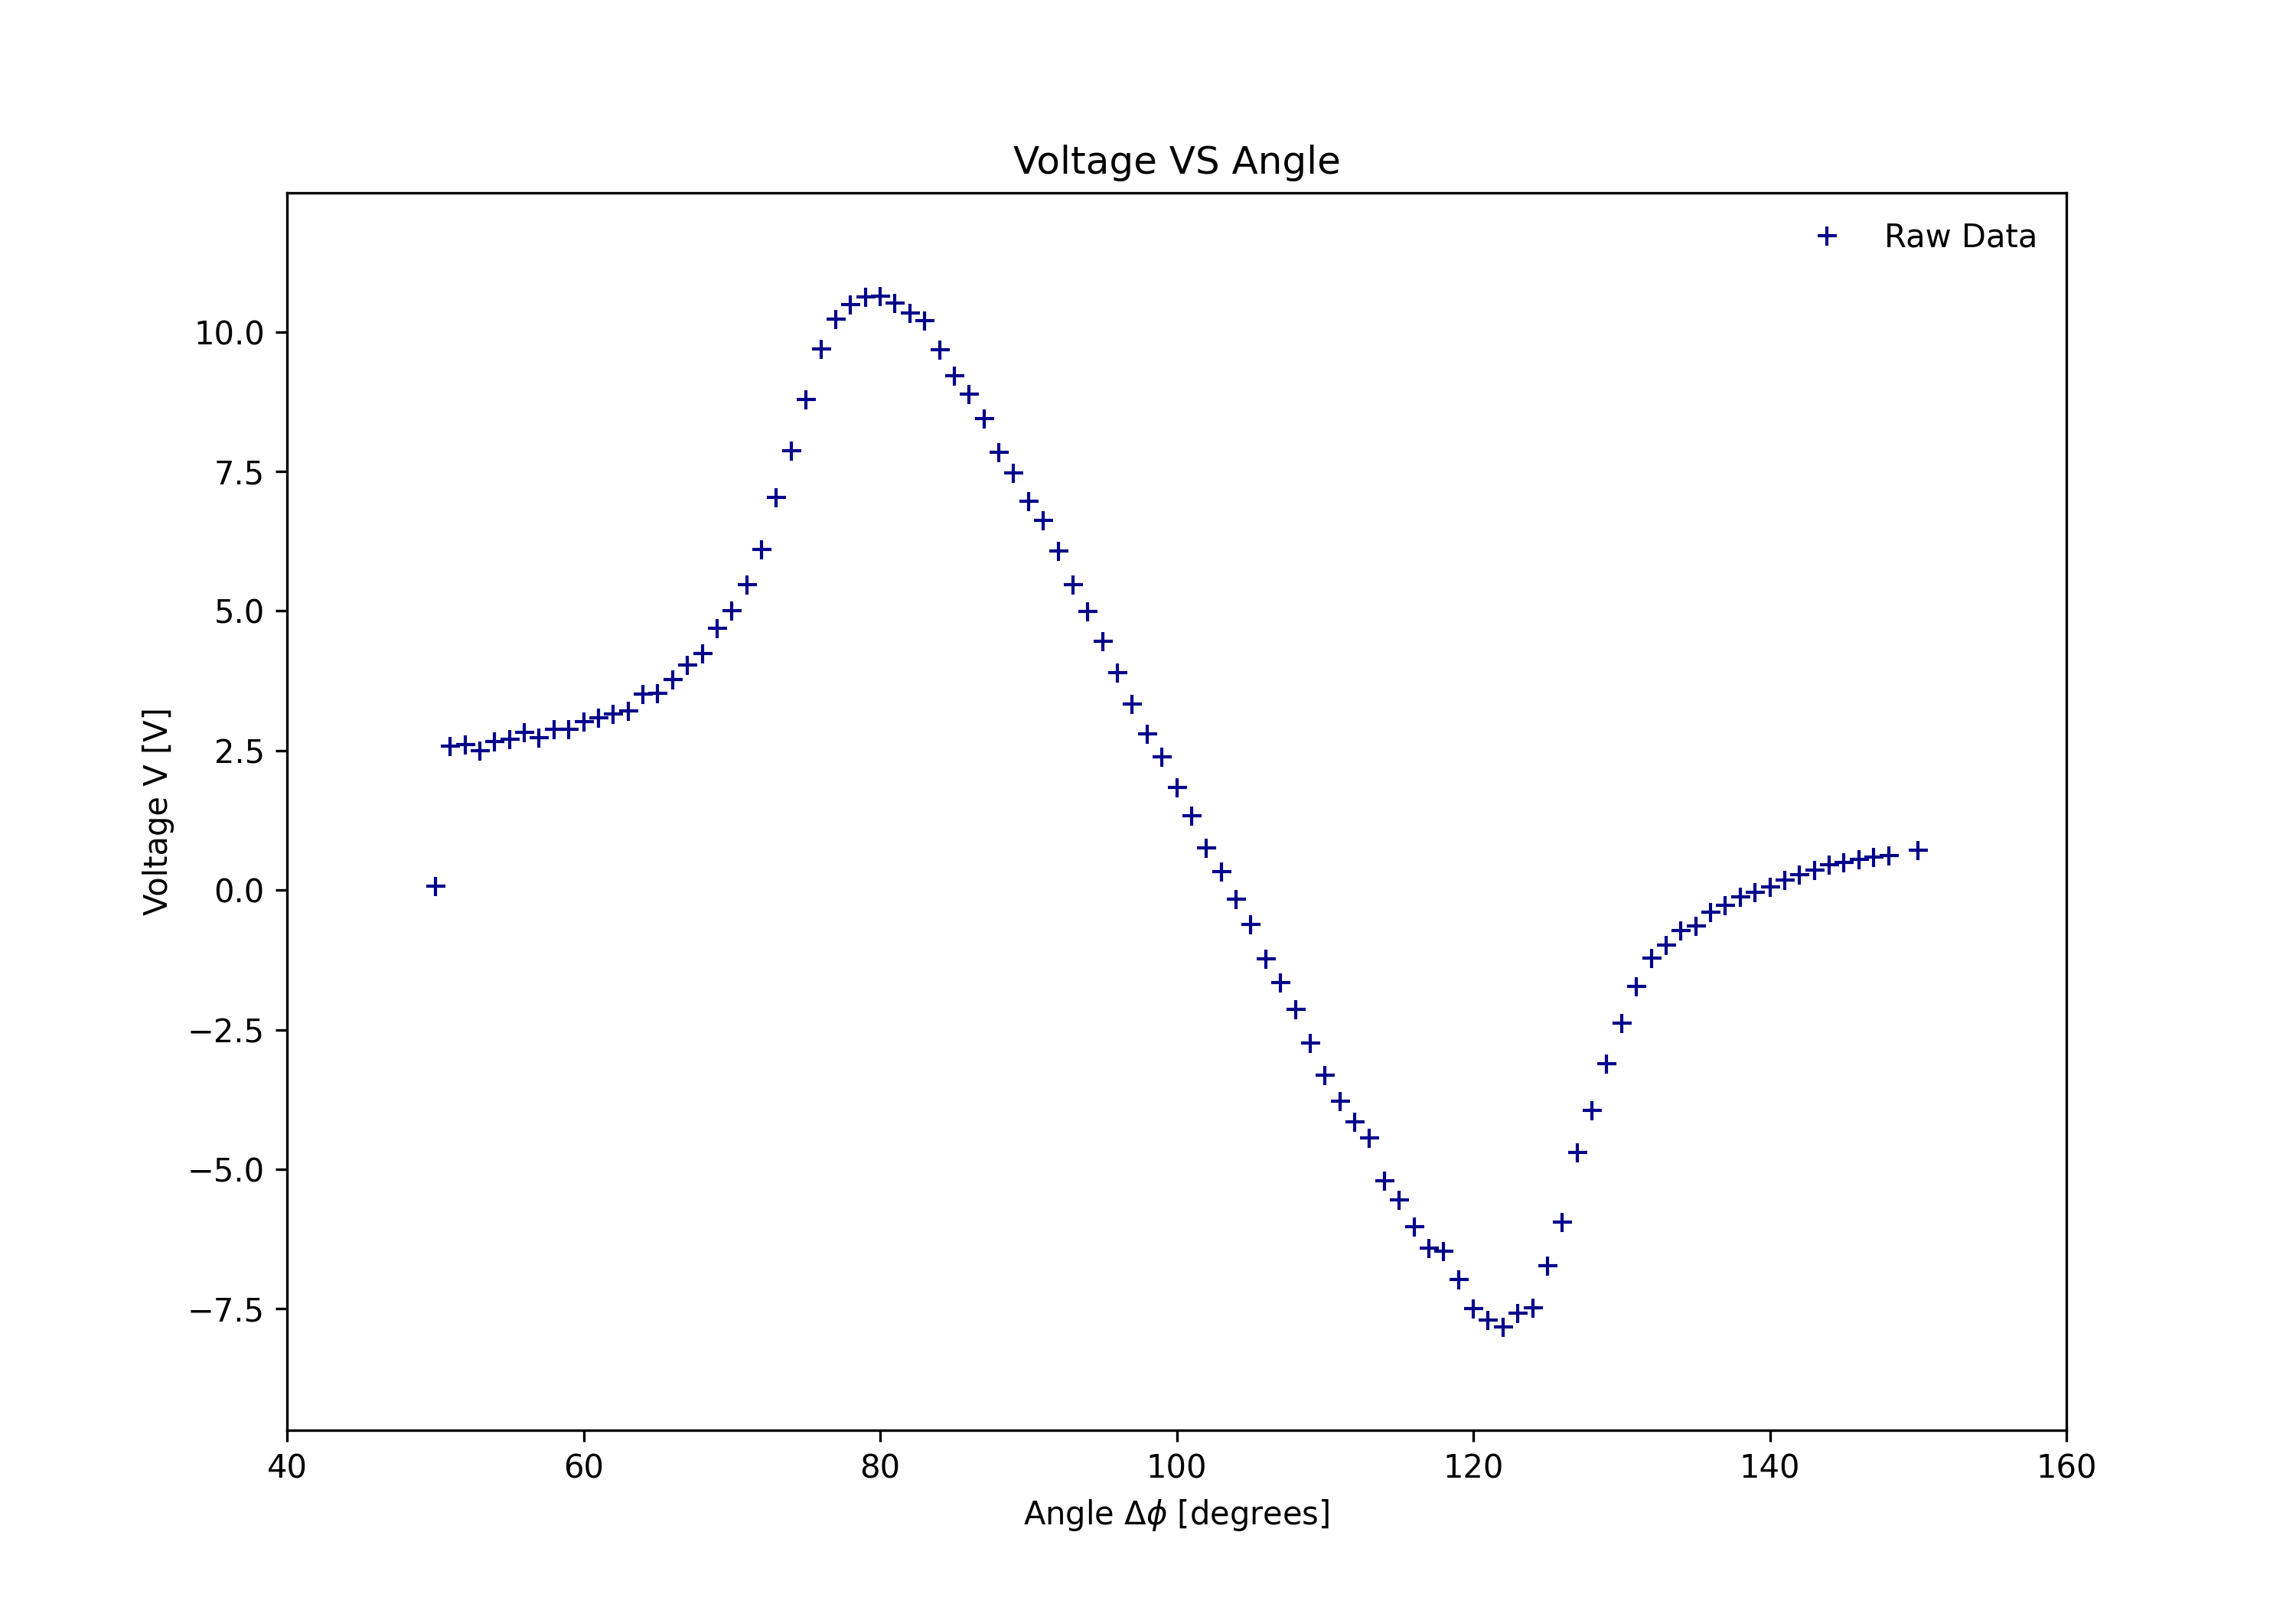 Voltage VS Angle
Raw Data
10.0
7.5
5.0
2.5
0.0
−2.5
−5.0
−7.5
Voltage V [V]
40 60 80 100 120 140 160
Angle Δϕ [degrees]